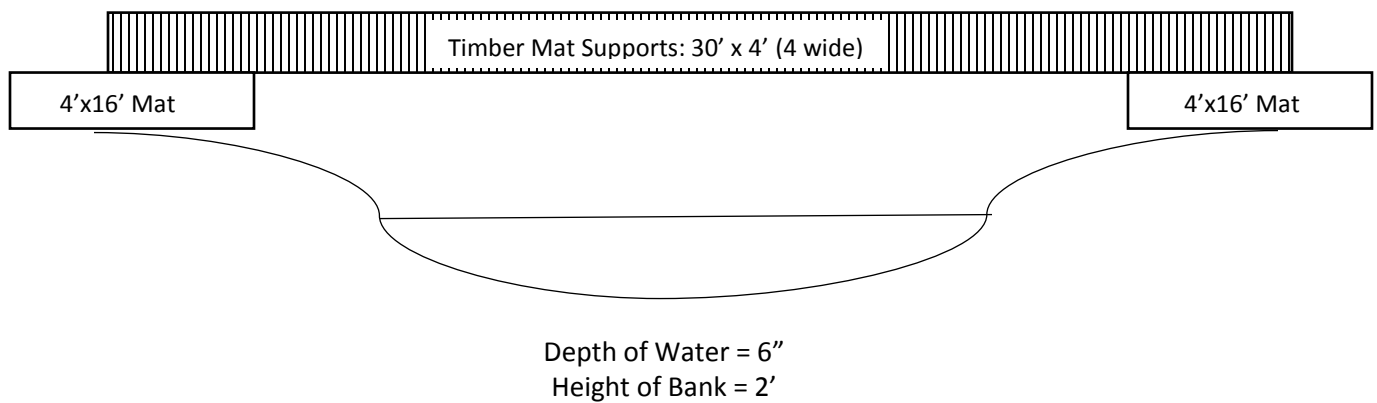 Timber Mat Supports: 30’ x 4’ (4 wide)
4’x16’ Mat
4’x16’ Mat
Depth of Water = 6”
Height of Bank = 2’